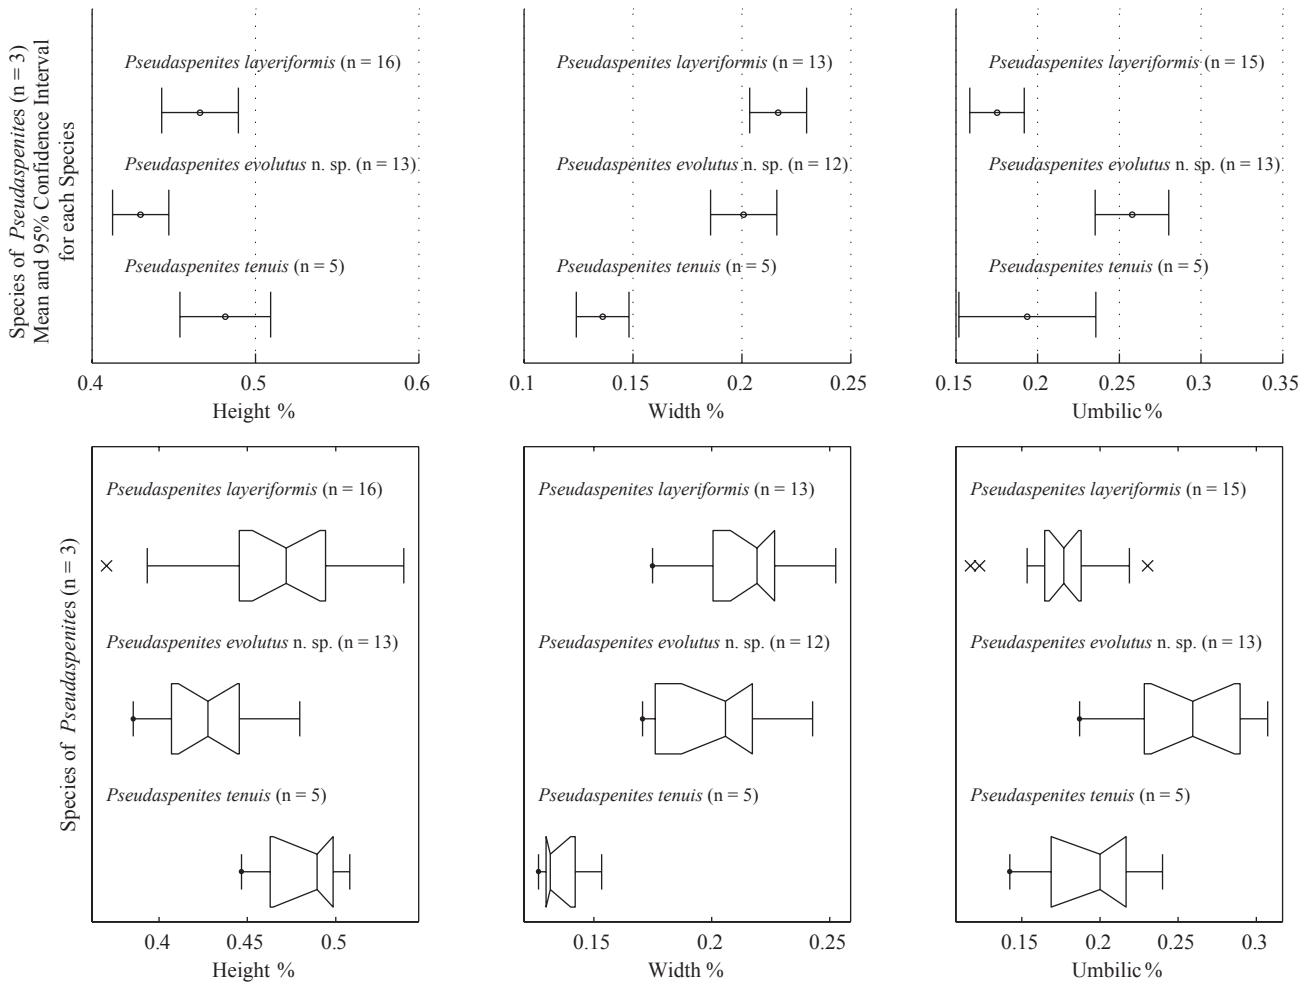 Species of Pseudaspenites (n = 3)
Mean and 95% Confidence Interval
for each Species
Pseudaspenites layeriformis (n = 16)
Pseudaspenites evolutus n. sp. (n = 13)
Pseudaspenites tenuis (n = 5)
0.4 0.5 0.6
Height %
Pseudaspenites layeriformis (n = 13)
Pseudaspenites evolutus n. sp. (n = 12)
Pseudaspenites tenuis (n = 5)
0.1 0.15 0.2 0.25
Width %
Pseudaspenites layeriformis (n = 15)
Pseudaspenites evolutus n. sp. (n = 13)
Pseudaspenites tenuis (n = 5)
0.15 0.2 0.25 0.3 0.35
Umbilic %
Species of Pseudaspenites (n = 3)
Pseudaspenites layeriformis (n = 16)
Pseudaspenites evolutus n. sp. (n = 13)
Pseudaspenites tenuis (n = 5)
0.4 0.45 0.5
Height %
Pseudaspenites layeriformis (n = 13)
Pseudaspenites evolutus n. sp. (n = 12)
Pseudaspenites tenuis (n = 5)
0.15 0.2 0.25
Width %
Pseudaspenites layeriformis (n = 15)
Pseudaspenites evolutus n. sp. (n = 13)
Pseudaspenites tenuis (n = 5)
0.15 0.2 0.25 0.3
Umbilic %